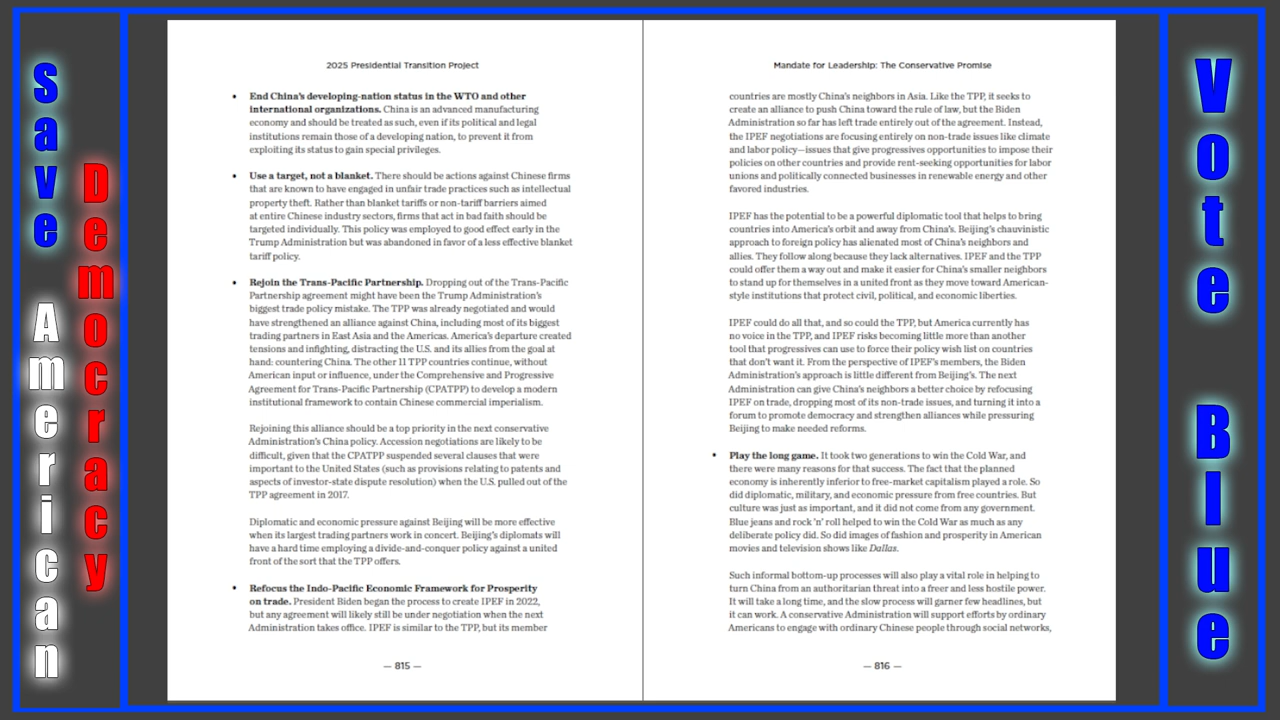 Save American
Democracy
2025 Presidential Transition Project
• End China's developing-nation status in the WTO and other
international organizations. China is an advanced manufacturing
economy and should be treated as such, even if its political and legal
institutions remain those of a developing nation, to prevent it from
exploiting its status to gain special privileges.
• Use a target, not a blanket. There should be actions against Chinese firms
that are known to have engaged in unfair trade practices such as intellectual
property theft. Rather than blanket tariffs or non-tariff barriers aimed
at entire Chinese industry sectors, firms that act in bad faith should be
targeted individually. This policy was employed to good effect early in the
Trump Administration but was abandoned in favor of a less effective blanket
tariff policy.
• Rejoin the Trans-Pacific Partnership. Dropping out of the Trans-Pacific
Partnership agreement might have been the Trump Administration's
biggest trade policy mistake. The TPP was already negotiated and would
have strengthened an alliance against China, including most of its biggest
trading partners in East Asia and the Americas. America's departure created
tensions and infighting, distracting the U.S. and its allies from the goal at
hand: countering China. The other 11 TPP countries continue, without
American input or influence, under the Comprehensive and Progressive
Agreement for Trans-Pacific Partnership (CPATPP) to develop a modern
institutional framework to contain Chinese commercial imperialism.
Rejoining this alliance should be a top priority in the next conservative
Administration's China policy. Accession negotiations are likely to be
difficult, given that the CPATPP suspended several clauses that were
important to the United States (such as provisions relating to patents and
aspects of investor-state dispute resolution) when the U.S. pulled out of the
TPP agreement in 2017.
Diplomatic and economic pressure against Beijing will be more effective
when its largest trading partners work in concert. Beijing's diplomats will
have a hard time employing a divide-and-conquer policy against a united
front of the sort that the TPP offers.
• Refocus the Indo-Pacific Economic Framework for Prosperity
on trade. President Biden began the process to create IPEF in 2022,
but any agreement will likely still be under negotiation when the next
Administration takes office. IPEF is similar to the TPP, but its member
— 815 —
Mandate for Leadership: The Conservative Promise
countries are mostly China's neighbors in Asia. Like the TPP, it seeks to
create an alliance to push China toward the rule of law, but the Biden
Administration so far has left trade entirely out of the agreement. Instead,
the IPEF negotiations are focusing entirely on non-trade issues like climate
and labor policy—issues that give progressives opportunities to impose their
policies on other countries and provide rent-seeking opportunities for labor
unions and politically connected businesses in renewable energy and other
favored industries.
IPEF has the potential to be a powerful diplomatic tool that helps to bring
countries into America's orbit and away from China's. Beijing's chauvinistic
approach to foreign policy has alienated most of China's neighbors and
allies. They follow along because they lack alternatives. IPEF and the TPP
could offer them a way out and make it easier for China's smaller neighbors
to stand up for themselves in a united front as they move toward American-
style institutions that protect civil, political, and economic liberties.
IPEF could do all that, and so could the TPP, but America currently has
no voice in the TPP, and IPEF risks becoming little more than another
tool that progressives can use to force their policy wish list on countries
that don't want it. From the perspective of IPEF's members, the Biden
Administration's approach is little different from Beijing's. The next
Administration can give China's neighbors a better choice by refocusing
IPEF on trade, dropping most of its non-trade issues, and turning it into a
forum to promote democracy and strengthen alliances while pressuring
Beijing to make needed reforms.
• Play the long game. It took two generations to win the Cold War, and
there were many reasons for that success. The fact that the planned
economy is inherently inferior to free-market capitalism played a role. So
did diplomatic, military, and economic pressure from free countries. But
culture was just as important, and it did not come from any government.
Blue jeans and rock 'n' roll helped to win the Cold War as much as any
deliberate policy did. So did images of fashion and prosperity in American
movies and television shows like Dallas.
Such informal bottom-up processes will also play a vital role in helping to
turn China from an authoritarian threat into a freer and less hostile power.
It will take a long time, and the slow process will garner few headlines, but
it can work. A conservative Administration will support efforts by ordinary
Americans to engage with ordinary Chinese people through social networks,
— 816 —
Vote Blue